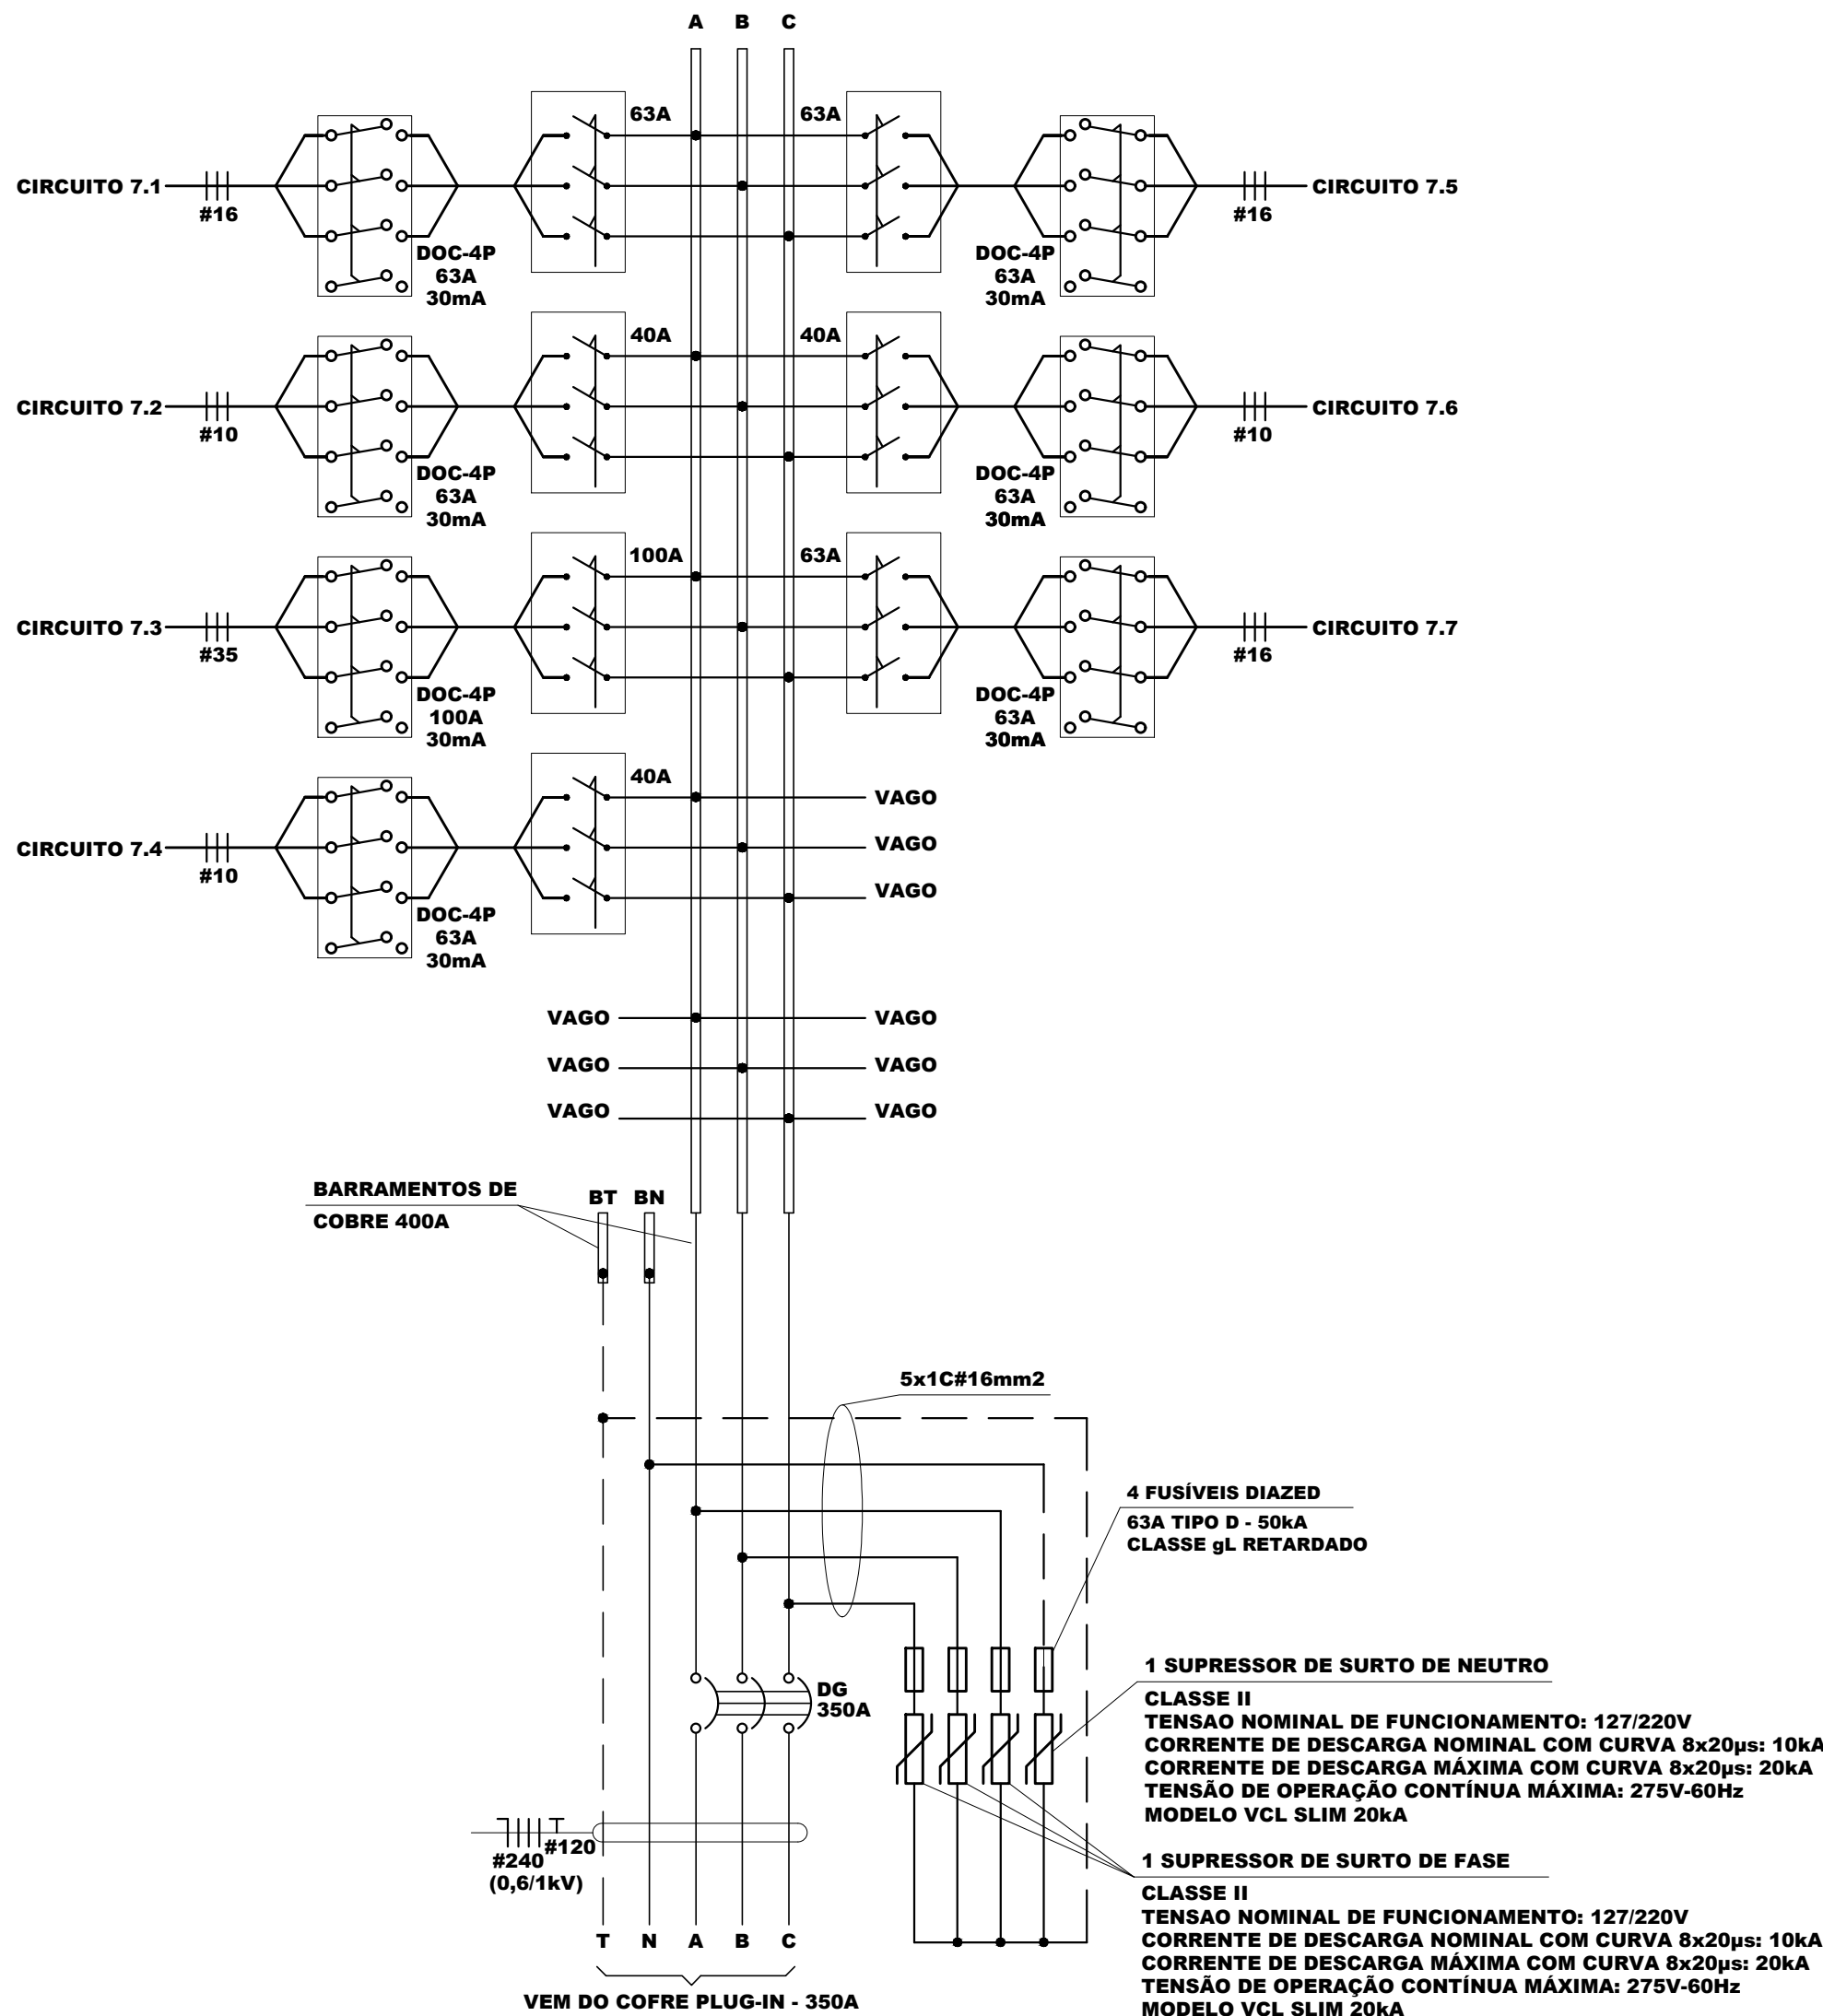 A B C
63A 63A
CIRCUITO 7.1
#16
DOC-4P
63A
30mA
DOC-4P
63A
30mA
#16
CIRCUITO 7.5
40A 40A
CIRCUITO 7.2
#10
DOC-4P
63A
30mA
DOC-4P
63A
30mA
#10
CIRCUITO 7.6
100A 63A
CIRCUITO 7.3
#35
DOC-4P
100A
30mA
DOC-4P
63A
30mA
#16
CIRCUITO 7.7
40A
CIRCUITO 7.4
#10
DOC-4P
63A
30mA
VAGO
VAGO
VAGO
VAGO VAGO
VAGO VAGO
VAGO VAGO
BARRAMENTOS DE
COBRE 400A
BT BN
5x1C#16mm2
4 FUSÍVEIS DIAZED
63A TIPO D - 50kA
CLASSE gL RETARDADO
DG
350A
1 SUPRESSOR DE SURTO DE NEUTRO
CLASSE II
TENSAO NOMINAL DE FUNCIONAMENTO: 127/220V
CORRENTE DE DESCARGA NOMINAL COM CURVA 8x20µs: 10kA
CORRENTE DE DESCARGA MÁXIMA COM CURVA 8x20µs: 20kA
TENSÃO DE OPERAÇÃO CONTÍNUA MÁXIMA: 275V-60Hz
MODELO VCL SLIM 20kA
#120
#240
(0,6/1kV)
1 SUPRESSOR DE SURTO DE FASE
CLASSE II
TENSAO NOMINAL DE FUNCIONAMENTO: 127/220V
CORRENTE DE DESCARGA NOMINAL COM CURVA 8x20µs: 10kA
CORRENTE DE DESCARGA MÁXIMA COM CURVA 8x20µs: 20kA
TENSÃO DE OPERAÇÃO CONTÍNUA MÁXIMA: 275V-60Hz
MODELO VCL SLIM 20kA
T N A B C
VEM DO COFRE PLUG-IN - 350A